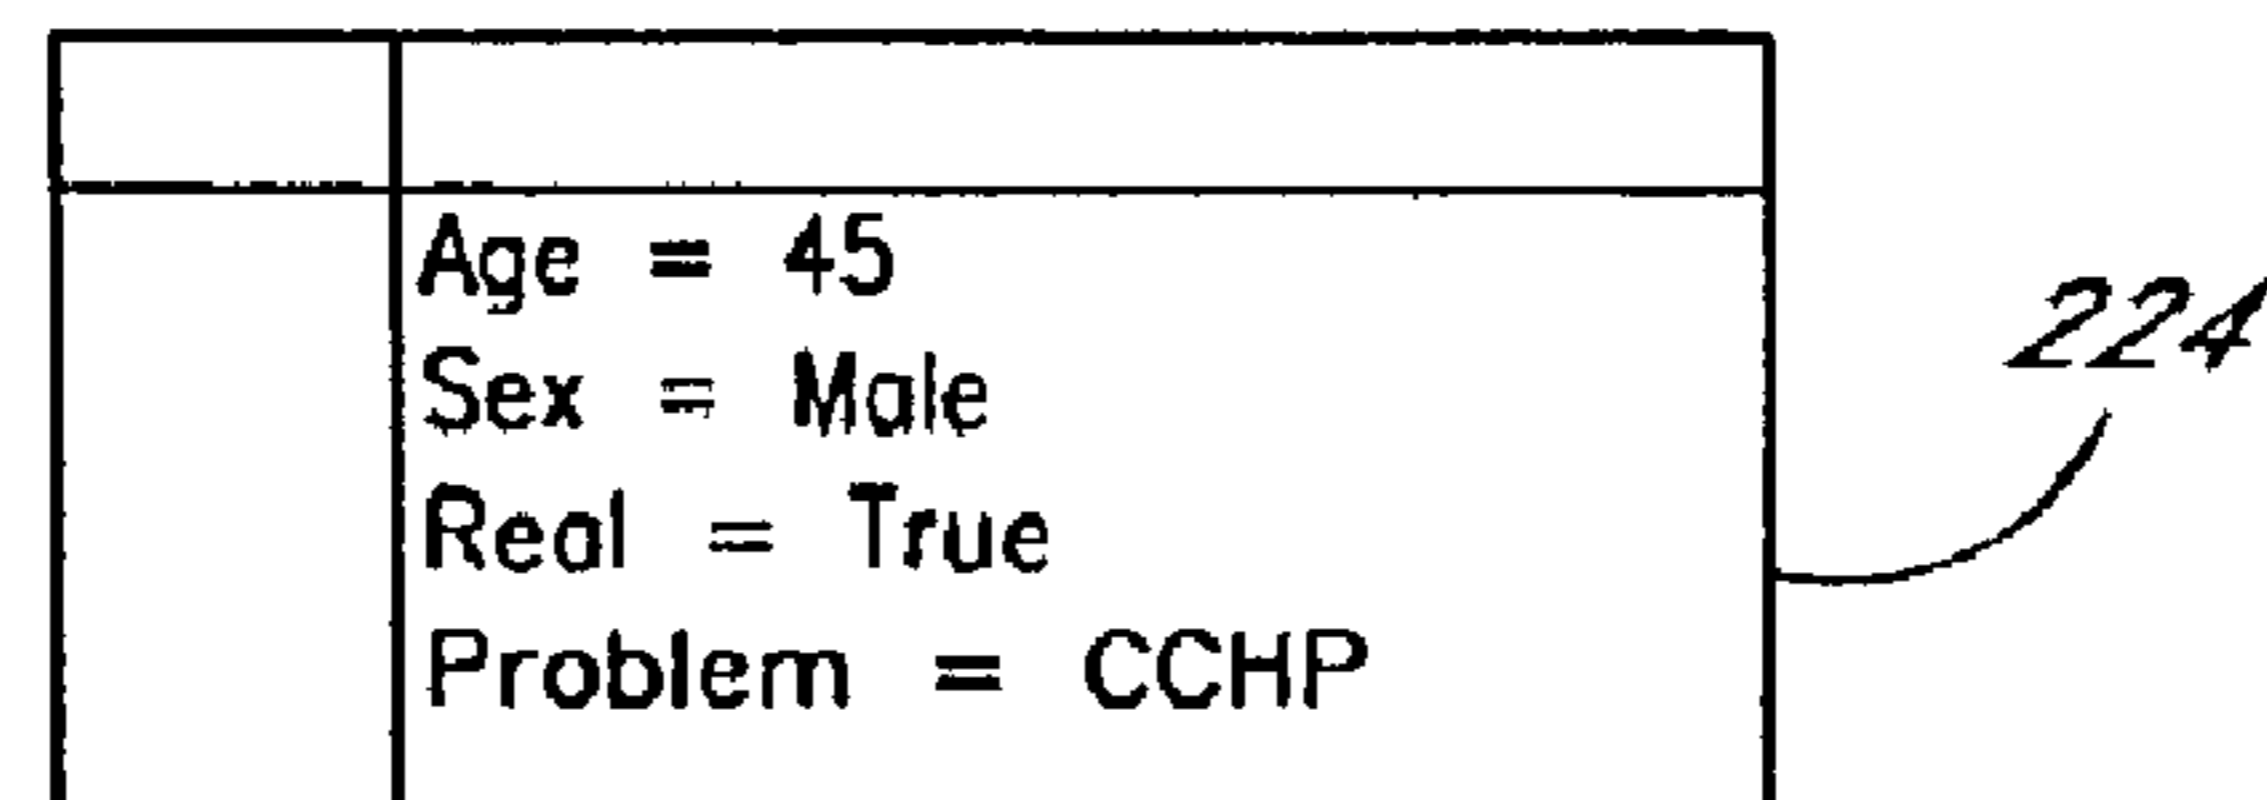 Age = 45
Sex = Male
Real = True
Problem = CCHP
224